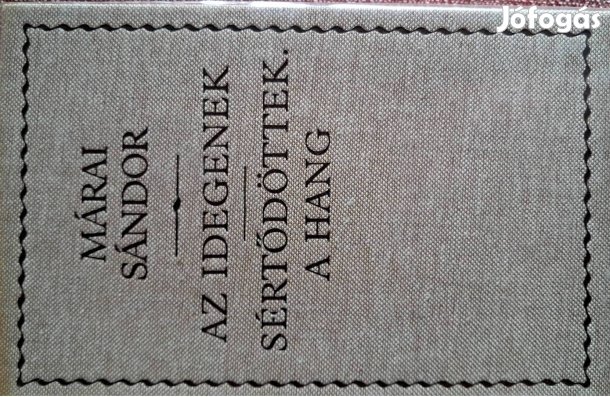 Jófogás
MÁRAI
SÁNDOR
AZ IDEGENEK
SÉRTŐDÖTTEK.
A HANG